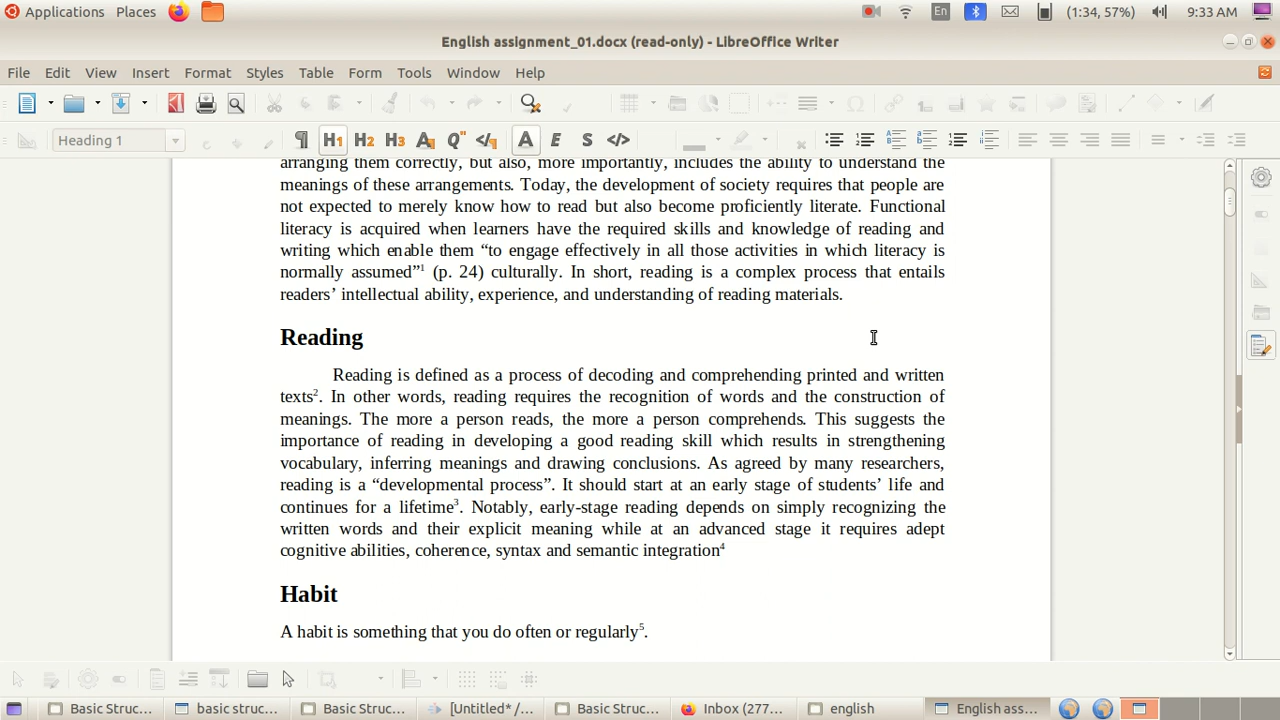 Applications Places En (1:34, 57%) 9:33 AM
English assignment_01.docx (read-only) - LibreOffice Writer
File Edit View Insert Format Styles Table Form Tools Window Help
Heading 1 H1 H2 H3 A Q" A E S
arranging them correctly, but also, more importantly, includes the ability to understand the
meanings of these arrangements. Today, the development of society requires that people are
not expected to merely know how to read but also become proficiently literate. Functional
literacy is acquired when learners have the required skills and knowledge of reading and
writing which enable them “to engage effectively in all those activities in which literacy is
normally assumed”1 (p. 24) culturally. In short, reading is a complex process that entails
readers’ intellectual ability, experience, and understanding of reading materials.
Reading
Reading is defined as a process of decoding and comprehending printed and written
texts2. In other words, reading requires the recognition of words and the construction of
meanings. The more a person reads, the more a person comprehends. This suggests the
importance of reading in developing a good reading skill which results in strengthening
vocabulary, inferring meanings and drawing conclusions. As agreed by many researchers,
reading is a “developmental process”. It should start at an early stage of students’ life and
continues for a lifetime3. Notably, early-stage reading depends on simply recognizing the
written words and their explicit meaning while at an advanced stage it requires adept
cognitive abilities, coherence, syntax and semantic integration4
Habit
A habit is something that you do often or regularly5.
Basic Struc... basic struc... Basic Struc... [Untitled* /... Basic Struc... Inbox (277... english English ass...